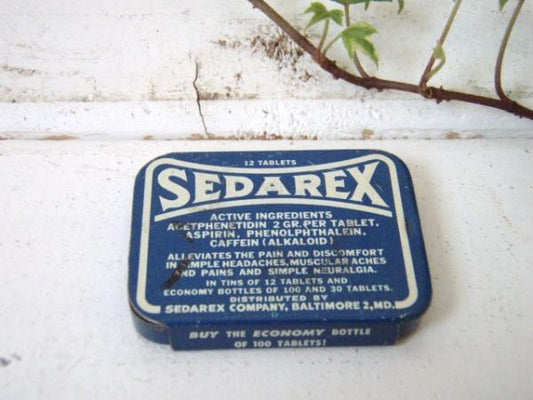 12 TABLETS
SEDAREX
ACTIVE INGREDIENTS
ACETPHENETIDIN 2 GR. PER TABLET,
ASPIRIN, PHENOLPHTHALEIN,
CAFFEIN (ALKALOID)
ALLEVIATES THE PAIN AND DISCOMFORT
IN SIMPLE HEADACHES, MUSCULAR ACHES
AND PAINS AND SIMPLE NEURALGIA.
IN TINS OF 12 TABLETS AND
ECONOMY BOTTLES OF 100 AND 30 TABLETS.
DISTRIBUTED BY
SEDAREX COMPANY, BALTIMORE 2, MD.
BUY THE ECONOMY BOTTLE
OF 100 TABLETS!